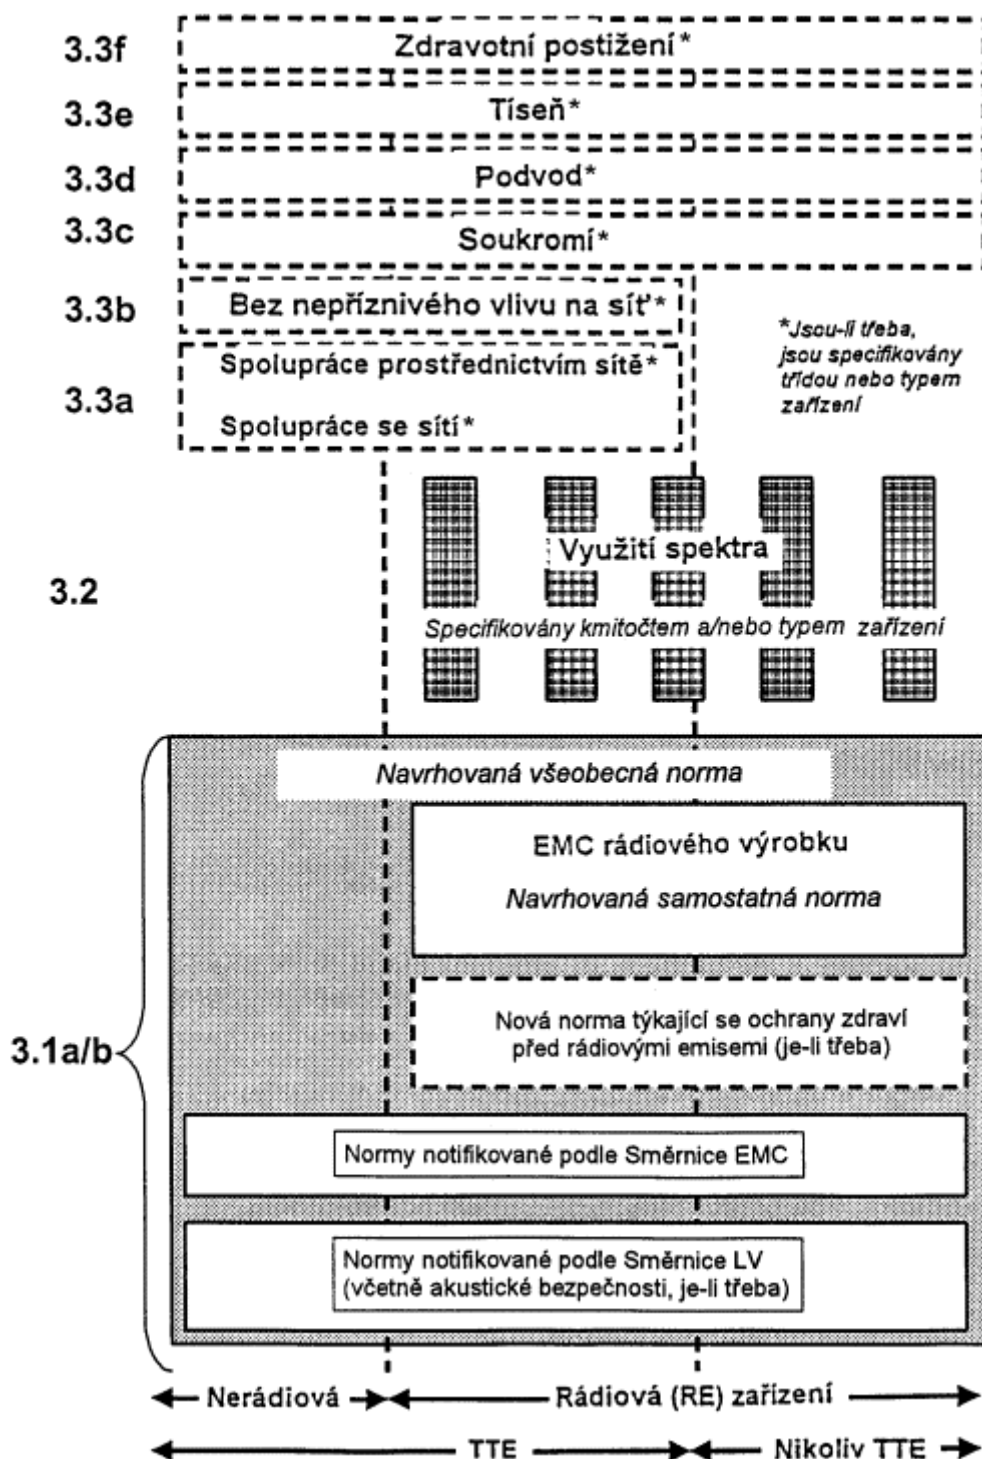 3.3f
Zdravotní postižení*
3.3e
Tíseň*
3.3d
Podvod*
3.3c
Soukromí*
3.3b
Bez nepříznivého vlivu na síť*
*Jsou-li třeba,
jsou specifikovány
třídou nebo typem
zařízení
3.3a
Spolupráce prostřednictvím sítě*
Spolupráce se sítí*
Využití spektra
3.2
Specifikovány kmitočtem a/nebo typem zařízení
Navrhovaná všeobecná norma
EMC rádiového výrobku
Navrhovaná samostatná norma
Nová norma týkající se ochrany zdraví
před rádiovými emisemi (je-li třeba)
3.1a/b
Normy notifikované podle Směrnice EMC
Normy notifikované podle Směrnice LV
(včetně akustické bezpečnosti, je-li třeba)
Nerádiová
Rádiová (RE) zařízení
TTE
Nikoliv TTE